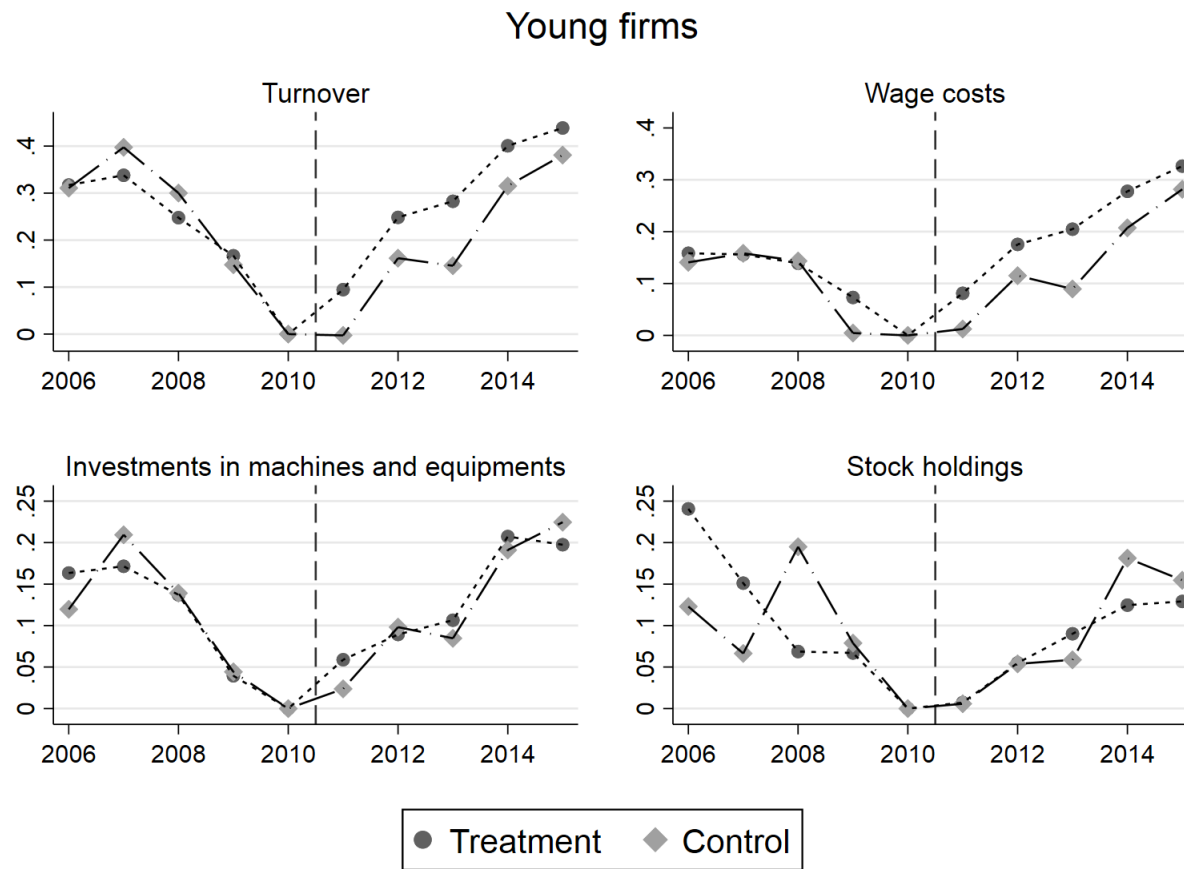 Young firms
Turnover
.4
.3
.2
.1
0
2006 2008 2010 2012 2014
Wage costs
.4
.3
.2
.1
0
2006 2008 2010 2012 2014
Investments in machines and equipments
.25
.2
.15
.1
.05
0
2006 2008 2010 2012 2014
Stock holdings
.25
.2
.15
.1
.05
0
2006 2008 2010 2012 2014
Treatment Control